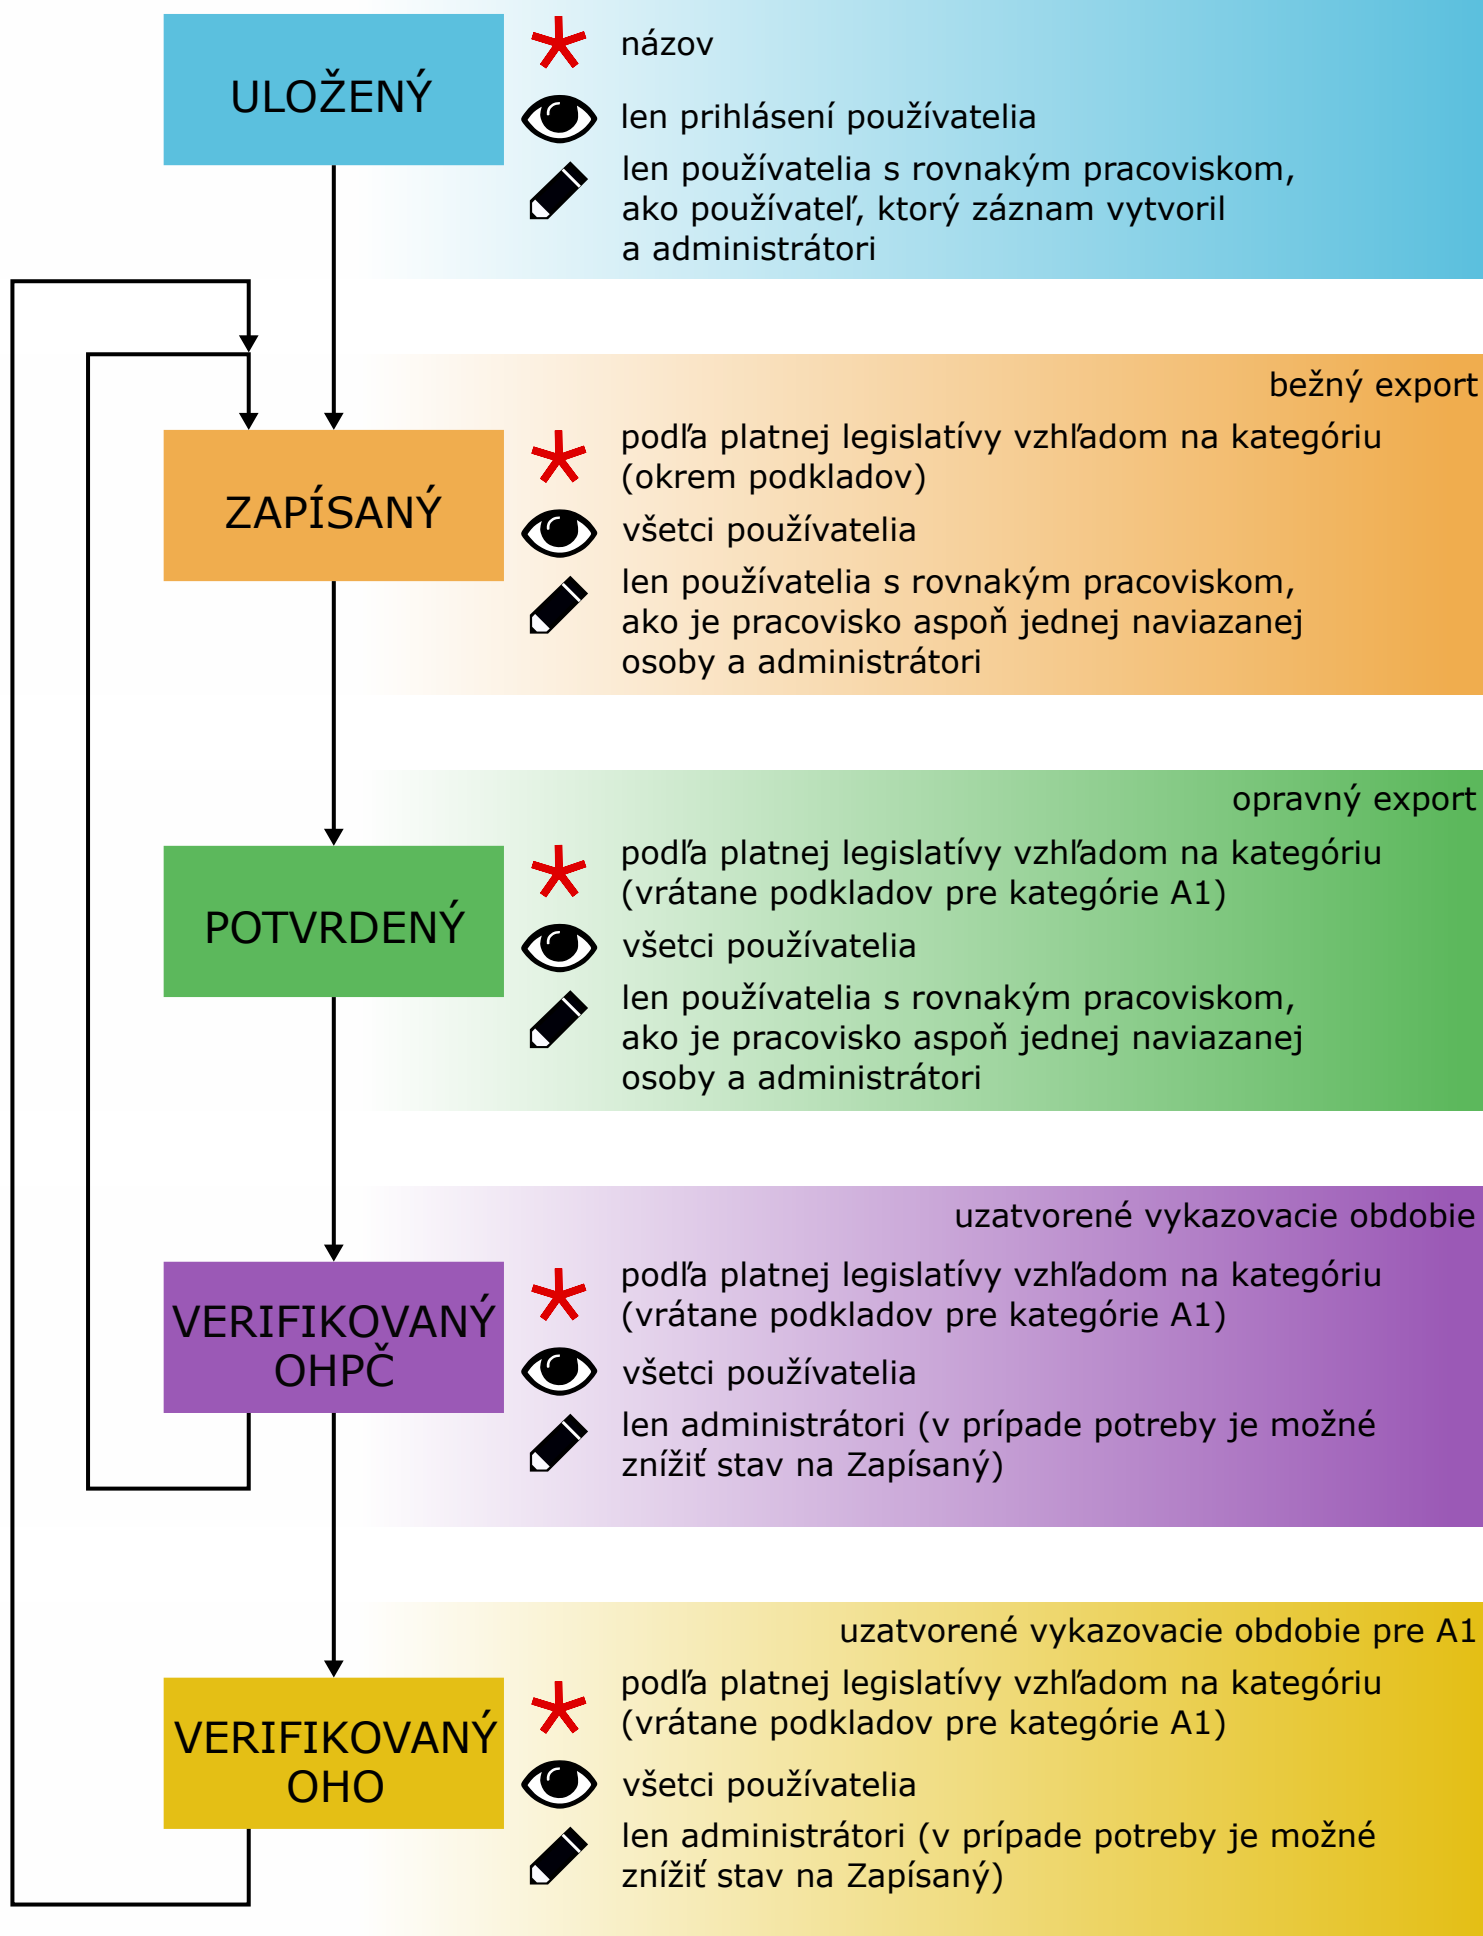 ULOŽENÝ
názov
len prihlásení používatelia
len používatelia s rovnakým pracoviskom,
ako používateľ, ktorý záznam vytvoril
a administrátori
bežný export
ZAPÍSANÝ
podľa platnej legislatívy vzhľadom na kategóriu
(okrem podkladov)
všetci používatelia
len používatelia s rovnakým pracoviskom,
ako je pracovisko aspoň jednej naviazanej
osoby a administrátori
opravný export
POTVRDENÝ
podľa platnej legislatívy vzhľadom na kategóriu
(vrátane podkladov pre kategórie A1)
všetci používatelia
len používatelia s rovnakým pracoviskom,
ako je pracovisko aspoň jednej naviazanej
osoby a administrátori
uzatvorené vykazovacie obdobie
VERIFIKOVANÝ
OHPČ
podľa platnej legislatívy vzhľadom na kategóriu
(vrátane podkladov pre kategórie A1)
všetci používatelia
len administrátori (v prípade potreby je možné
znížiť stav na Zapísaný)
uzatvorené vykazovacie obdobie pre A1
VERIFIKOVANÝ
OHO
podľa platnej legislatívy vzhľadom na kategóriu
(vrátane podkladov pre kategórie A1)
všetci používatelia
len administrátori (v prípade potreby je možné
znížiť stav na Zapísaný)